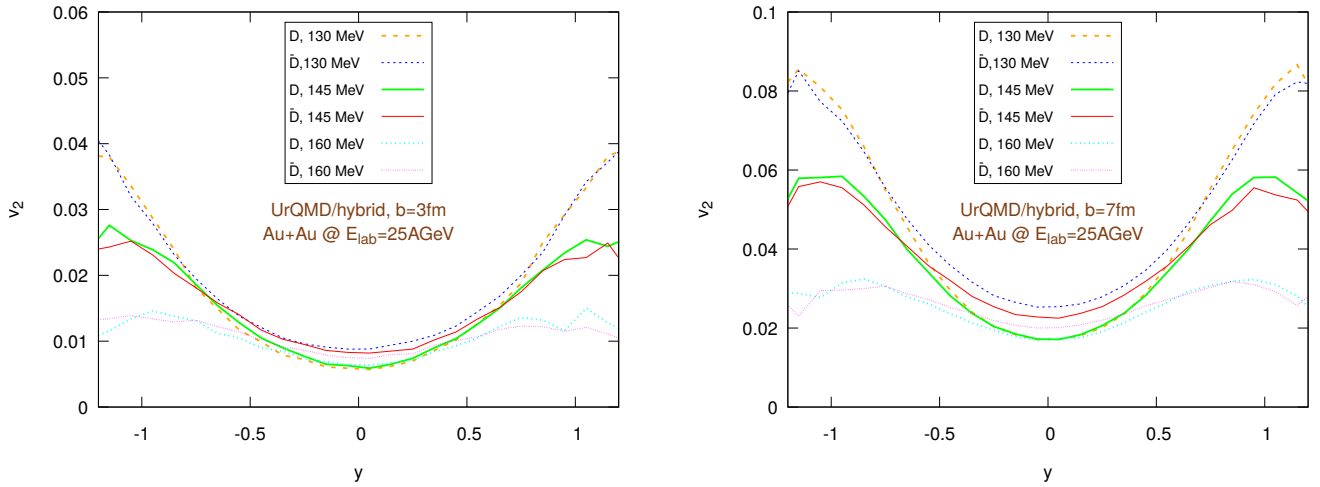 0.06
0.05
0.04
0.03
0.02
0.01
0
v2
-1
-0.5
0
0.5
1
y
D, 130 MeV
D̄,130 MeV
D, 145 MeV
D̄, 145 MeV
D, 160 MeV
D̄, 160 MeV
UrQMD/hybrid, b=3fm
Au+Au @ Elab=25AGeV
0.1
0.08
0.06
0.04
0.02
0
v2
-1
-0.5
0
0.5
1
y
D, 130 MeV
D̄,130 MeV
D, 145 MeV
D̄, 145 MeV
D, 160 MeV
D̄, 160 MeV
UrQMD/hybrid, b=7fm
Au+Au @ Elab=25AGeV